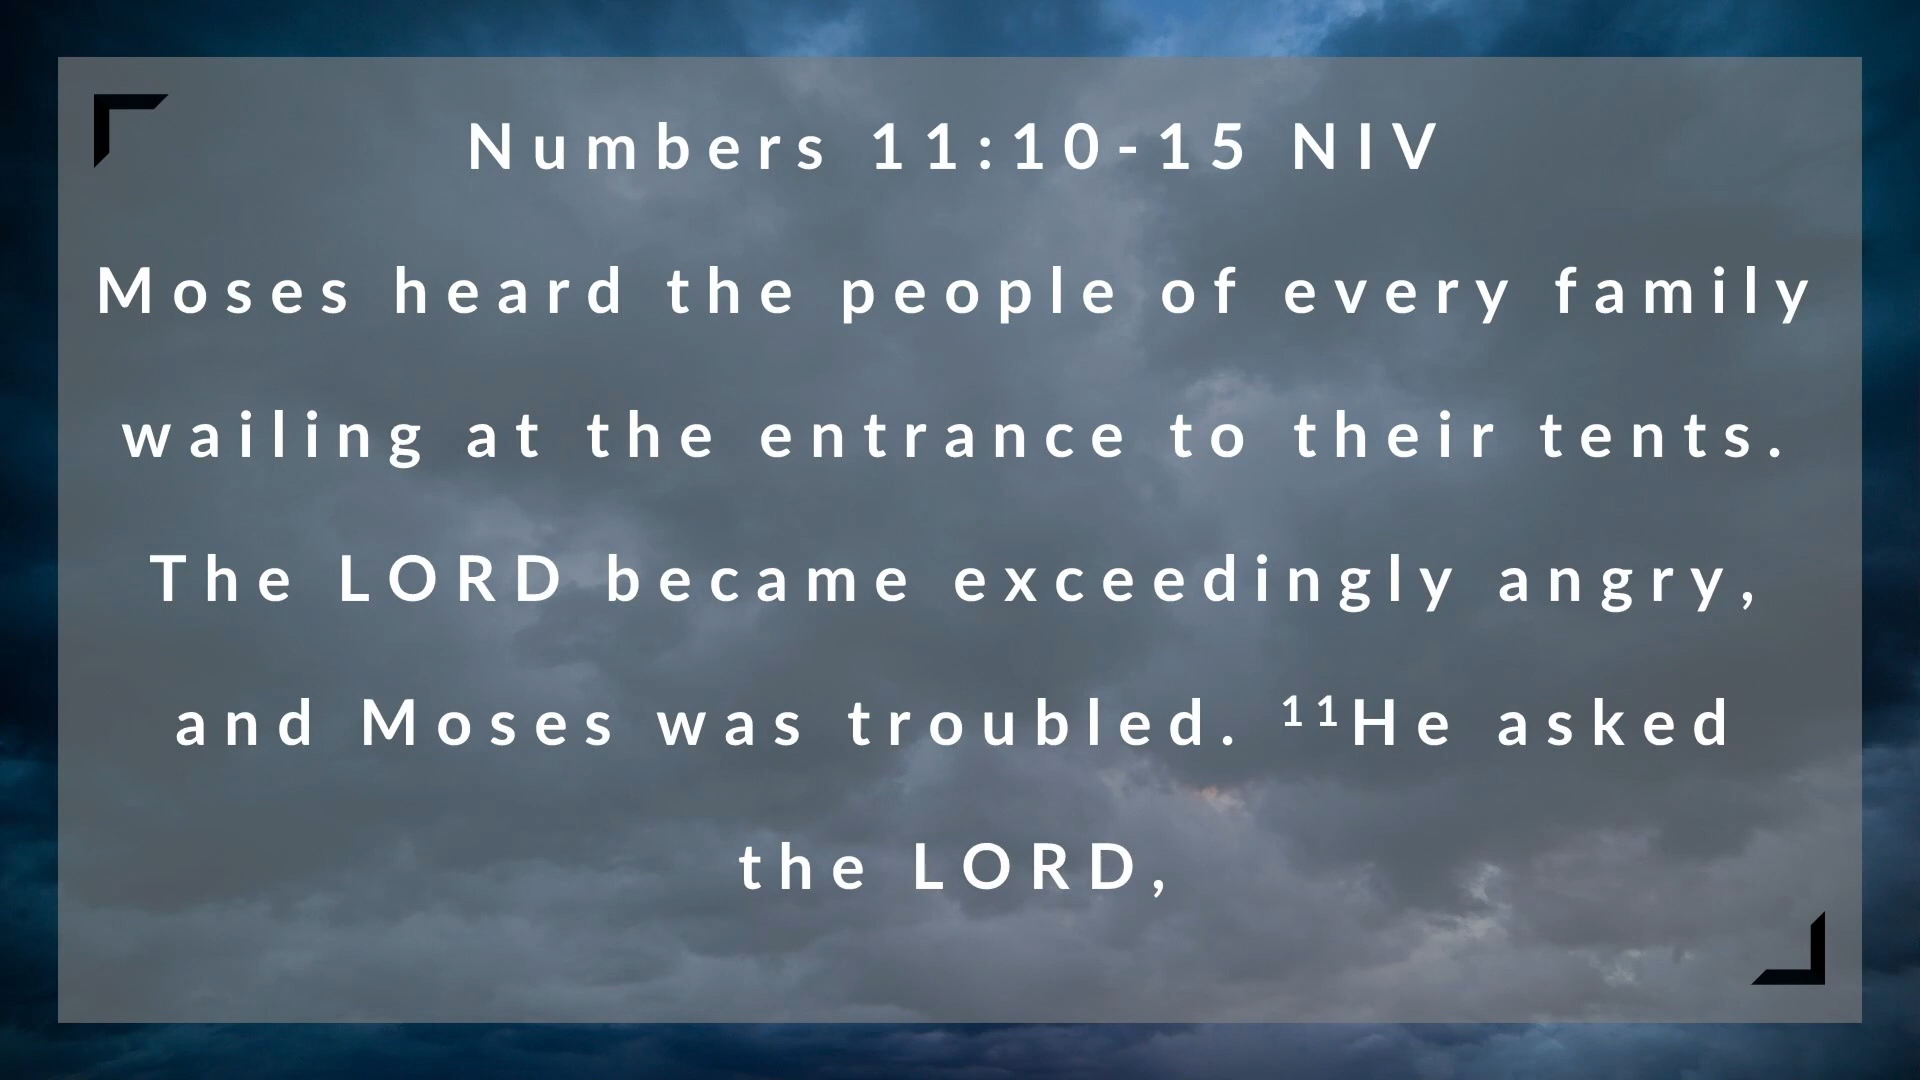 Numbers 11:10-15 NIV
Moses heard the people of every family
wailing at the entrance to their tents.
The LORD became exceedingly angry,
and Moses was troubled. ¹¹He asked
the LORD,